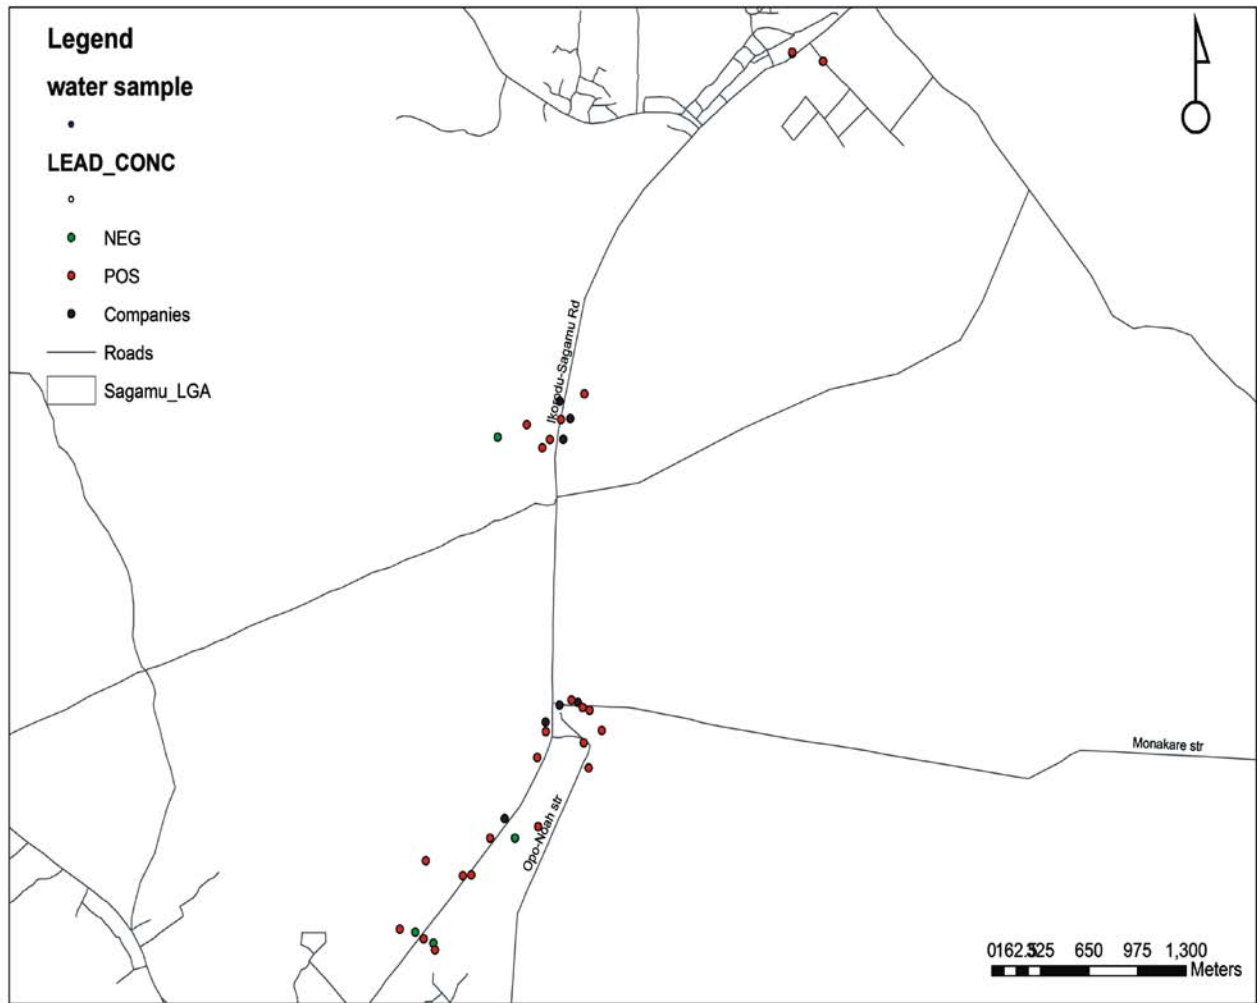 Legend
water sample
LEAD_CONC
NEG
POS
Companies
Roads
Sagamu_LGA
Ikorodu-Sagamu Rd
Monakare str
Opo-Noah str
0 650 975 1,300
Meters